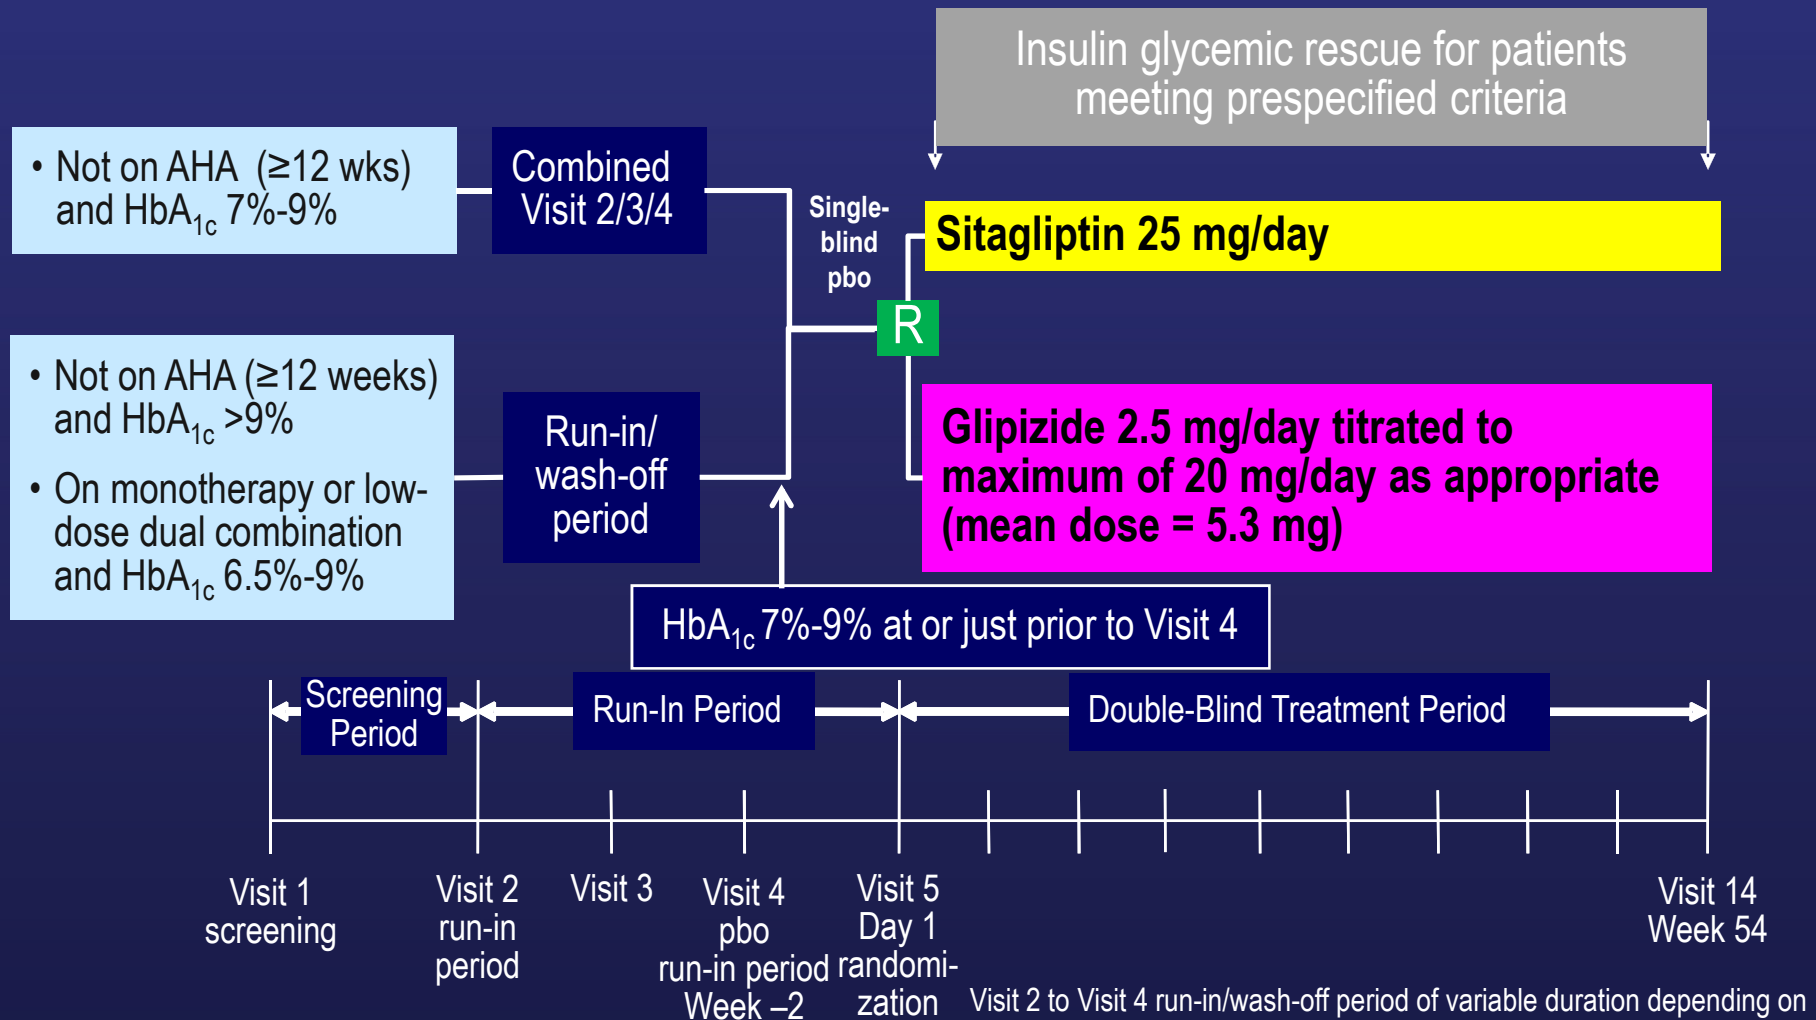 Insulin glycemic rescue for patients
meeting prespecified criteria
• Not on AHA (≥12 wks)
and HbA1c 7%-9%
Combined
Visit 2/3/4
Single-
blind
pbo
Sitagliptin 25 mg/day
R
• Not on AHA (≥12 weeks)
and HbA1c >9%
• On monotherapy or low-
dose dual combination
and HbA1c 6.5%-9%
Run-in/
wash-off
period
Glipizide 2.5 mg/day titrated to
maximum of 20 mg/day as appropriate
(mean dose = 5.3 mg)
HbA1c 7%-9% at or just prior to Visit 4
Screening
Period
Run-In Period
Double-Blind Treatment Period
Visit 1
screening
Visit 2
run-in
period
Visit 3
Visit 4
pbo
run-in period
Week –2
Visit 5
Day 1
randomi-
zation
Visit 14
Week 54
Visit 2 to Visit 4 run-in/wash-off period of variable duration depending on